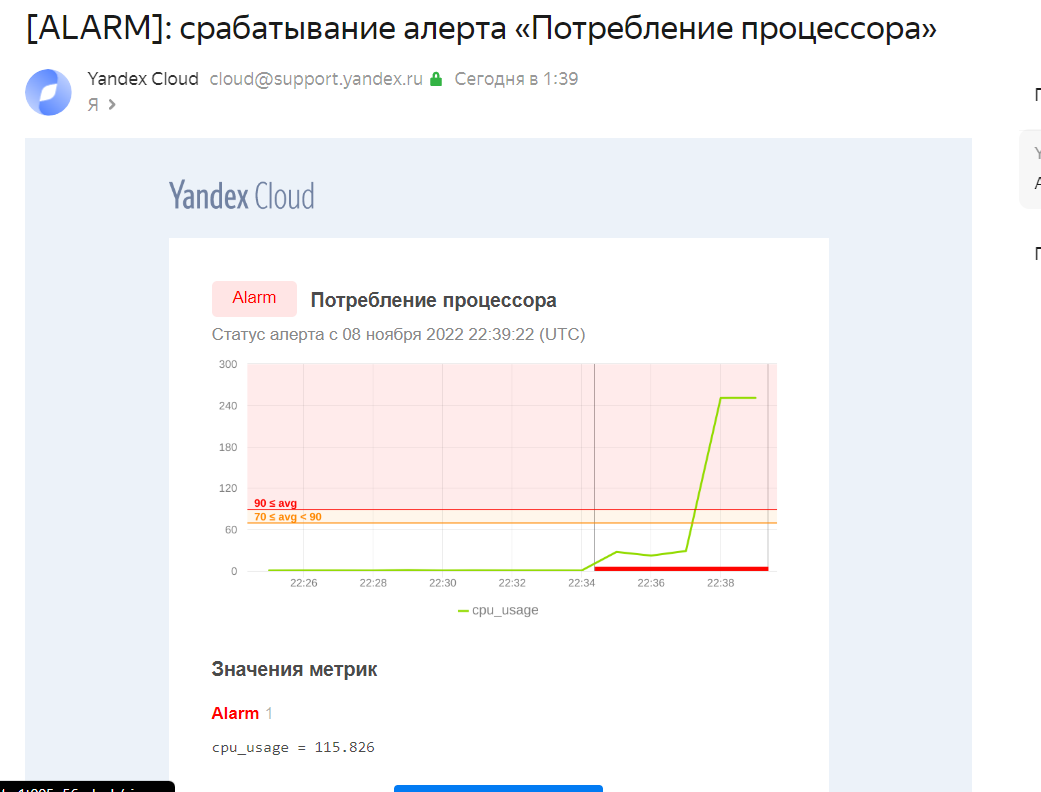 [ALARM]: срабатывание алерта «Потребление процессора»
Yandex Cloud cloud@support.yandex.ru Сегодня в 1:39
Я
Yandex Cloud
Alarm Потребление процессора
Статус алерта с 08 ноября 2022 22:39:22 (UTC)
300
240
180
120
90 ≤ avg
70 ≤ avg < 90
60
0
22:26 22:28 22:30 22:32 22:34 22:36 22:38
cpu_usage
Значения метрик
Alarm 1
cpu_usage = 115.826